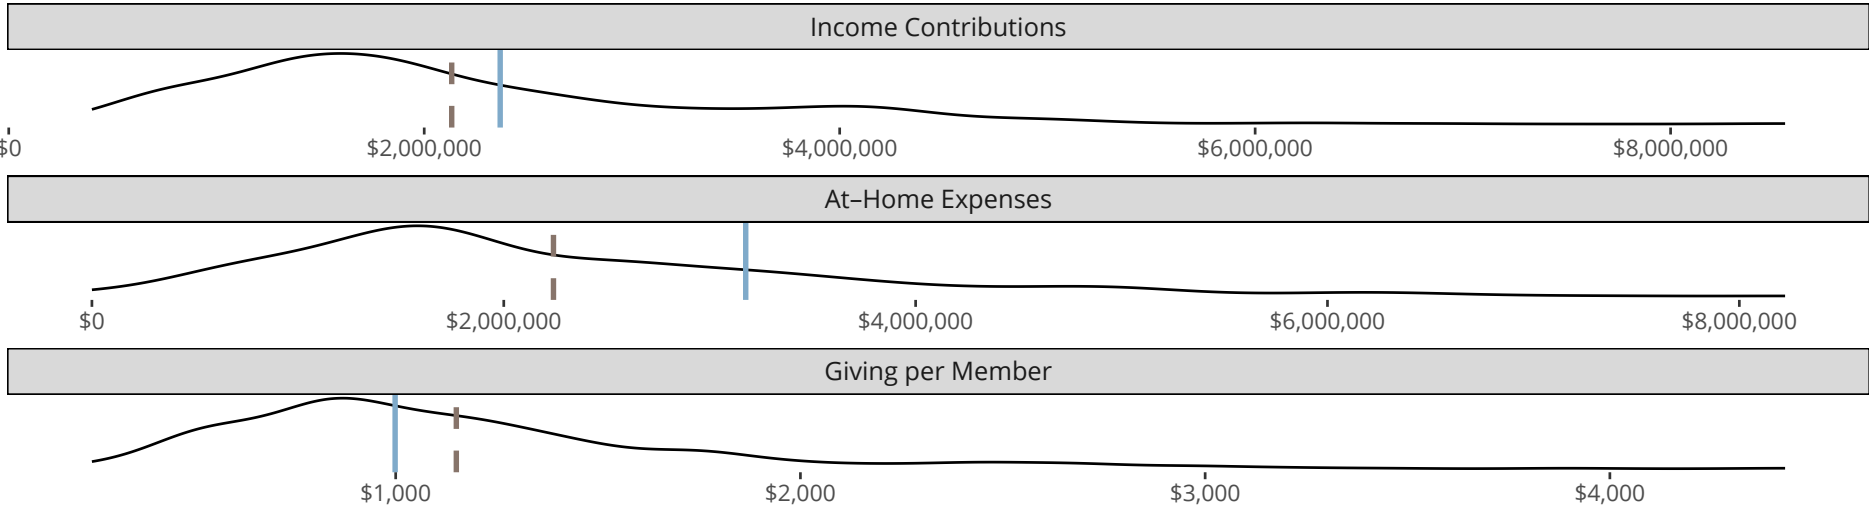 Income Contributions
$0 $2,000,000 $4,000,000 $6,000,000 $8,000,000
At–Home Expenses
$0 $2,000,000 $4,000,000 $6,000,000 $8,000,000
Giving per Member
$1,000 $2,000 $3,000 $4,000